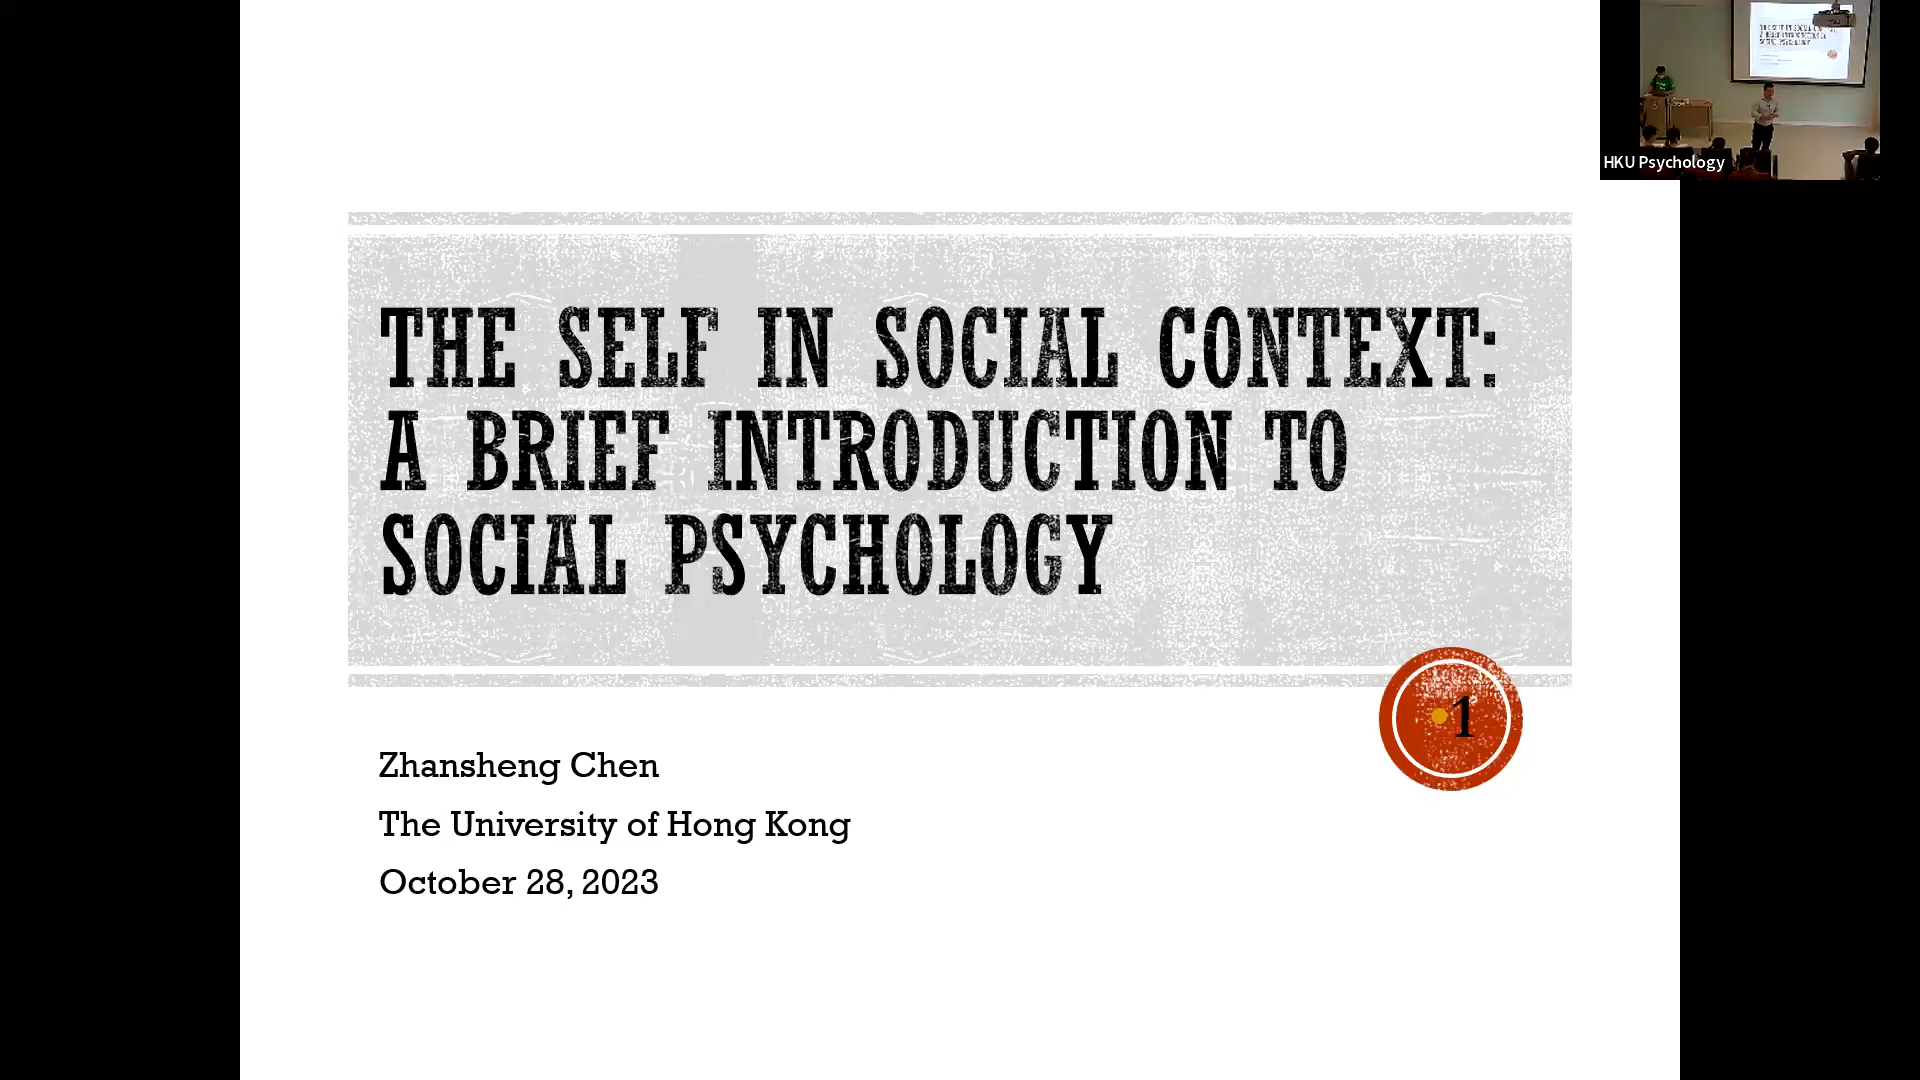 THE SELF IN SOCIAL CONTEXT:
A BRIEF INTRODUCTION TO
SOCIAL PSYCHOLOGY
1
Zhansheng Chen
The University of Hong Kong
October 28, 2023
HKU Psychology